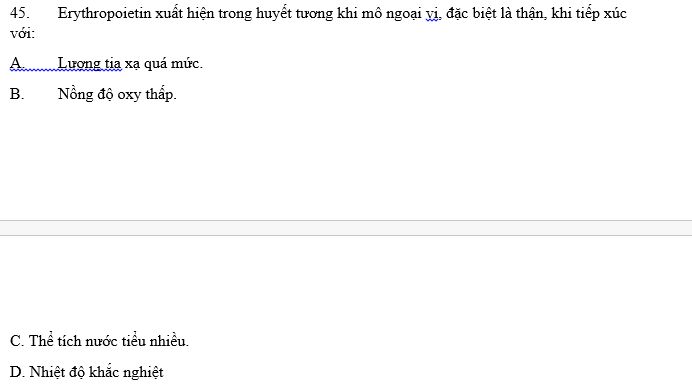 45. Erythropoietin xuất hiện trong huyết tương khi mô ngoại vi, đặc biệt là thận, khi tiếp xúc
với:
A. Lượng tia xạ quá mức.
B. Nồng độ oxy thấp.
C. Thể tích nước tiểu nhiều.
D. Nhiệt độ khắc nghiệt